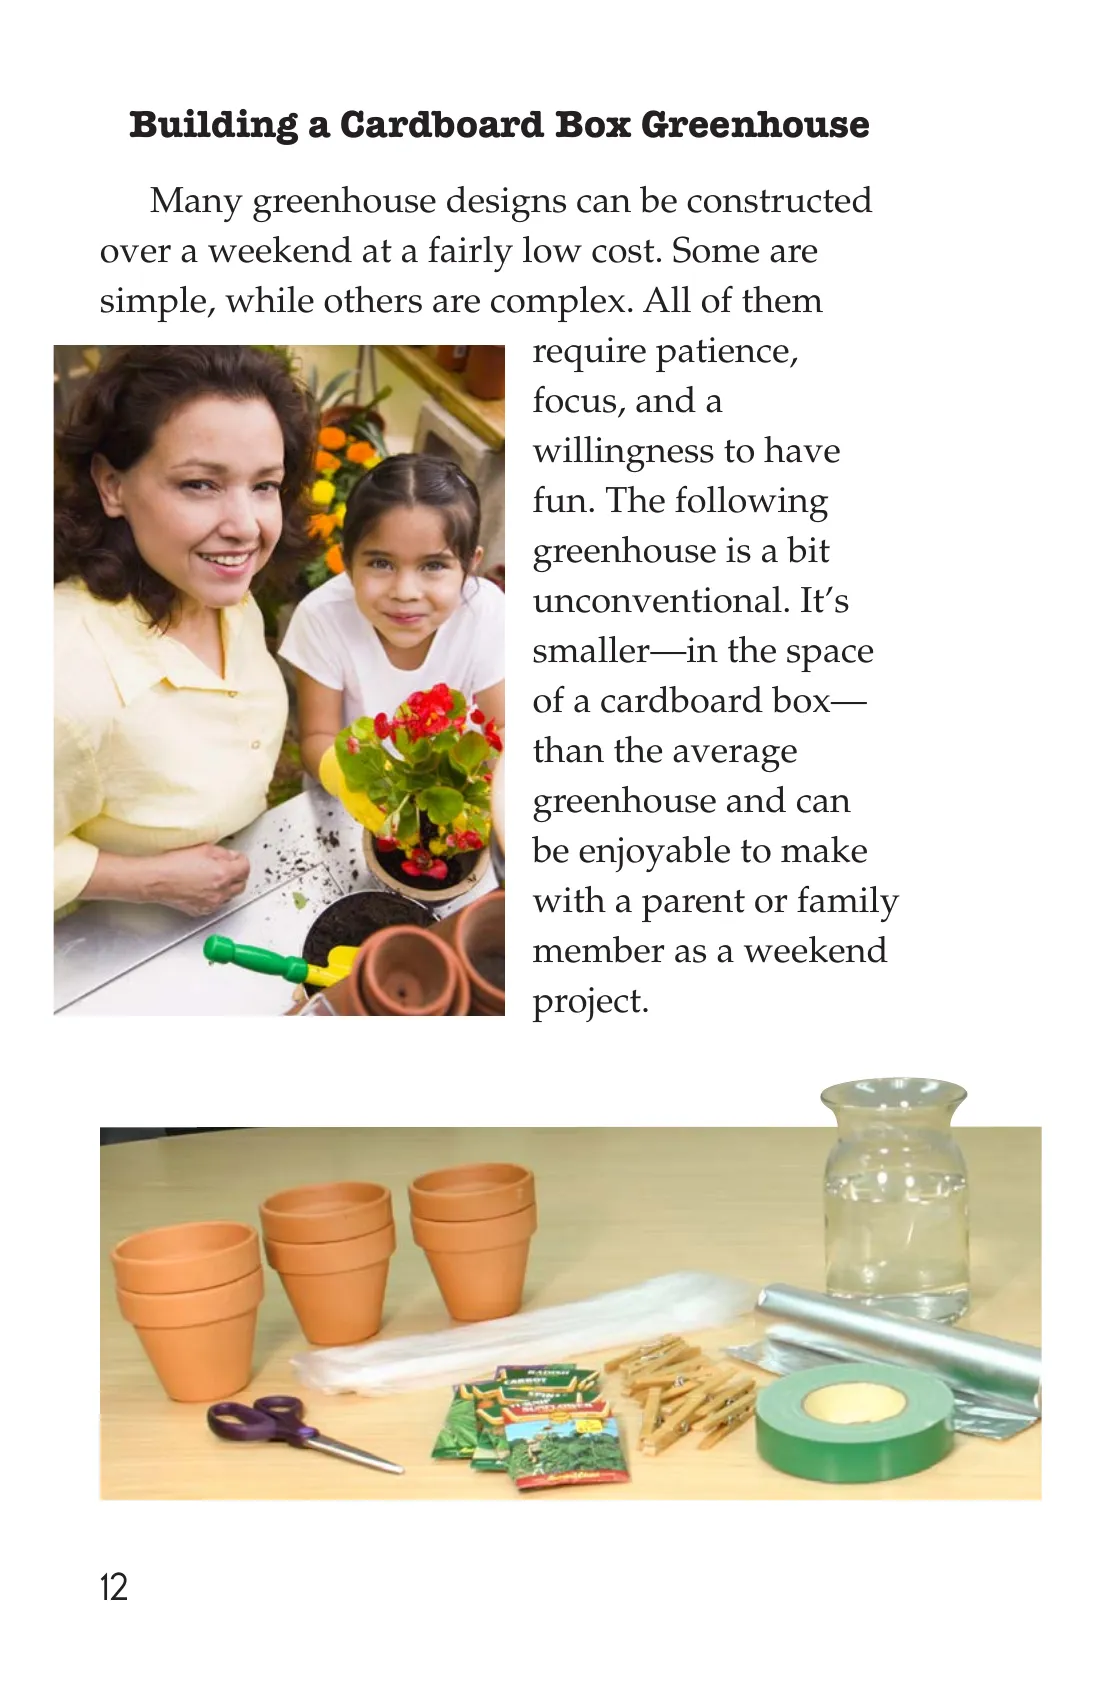 Building a Cardboard Box Greenhouse
Many greenhouse designs can be constructed
over a weekend at a fairly low cost. Some are
simple, while others are complex. All of them
require patience,
focus, and a
willingness to have
fun. The following
greenhouse is a bit
unconventional. It’s
smaller—in the space
of a cardboard box—
than the average
greenhouse and can
be enjoyable to make
with a parent or family
member as a weekend
project.
RADISH
CARROT
SUNFLOWER
12